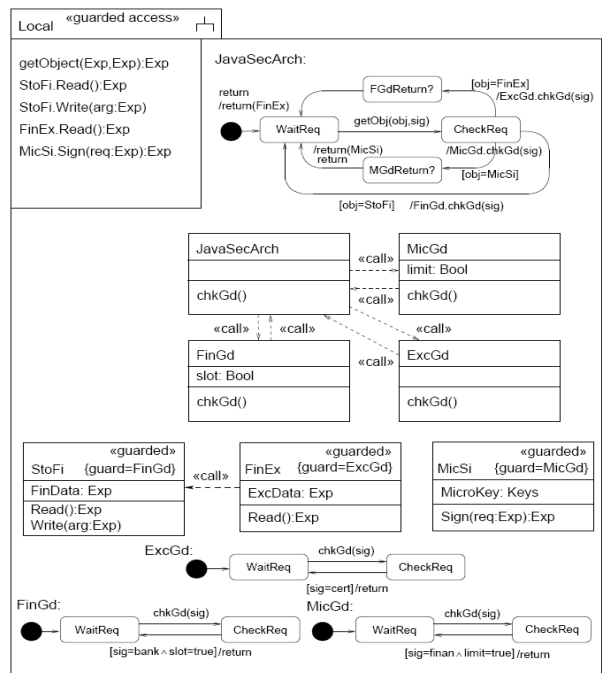 Local «guarded access»
getObject(Exp,Exp):Exp
StoFi.Read():Exp
StoFi.Write(arg:Exp)
FinEx.Read():Exp
MicSi.Sign(req:Exp):Exp
JavaSecArch:
return
/return(FinEx)
FGdReturn?
[obj=FinEx]
/ExcGd.chkGd(sig)
WaitReq
getObj(obj,sig)
CheckReq
/return(MicSi)
return
/MicGd.chkGd(sig)
MGdReturn?
[obj=MicSi]
[obj=StoFi] /FinGd.chkGd(sig)
JavaSecArch
chkGd()
«call»
«call»
MicGd
limit: Bool
chkGd()
«call»
«call»
«call»
«call»
FinGd
slot: Bool
chkGd()
ExcGd
chkGd()
«guarded»
StoFi {guard=FinGd}
FinData: Exp
Read():Exp
Write(arg:Exp)
«call»
«guarded»
FinEx {guard=ExcGd}
ExcData: Exp
Read():Exp
«guarded»
MicSi {guard=MicGd}
MicroKey: Keys
Sign(req:Exp):Exp
ExcGd:
WaitReq
chkGd(sig)
CheckReq
[sig=cert]/return
FinGd:
WaitReq
chkGd(sig)
CheckReq
[sig=bank∧slot=true]/return
MicGd:
WaitReq
chkGd(sig)
CheckReq
[sig=finan∧limit=true]/return